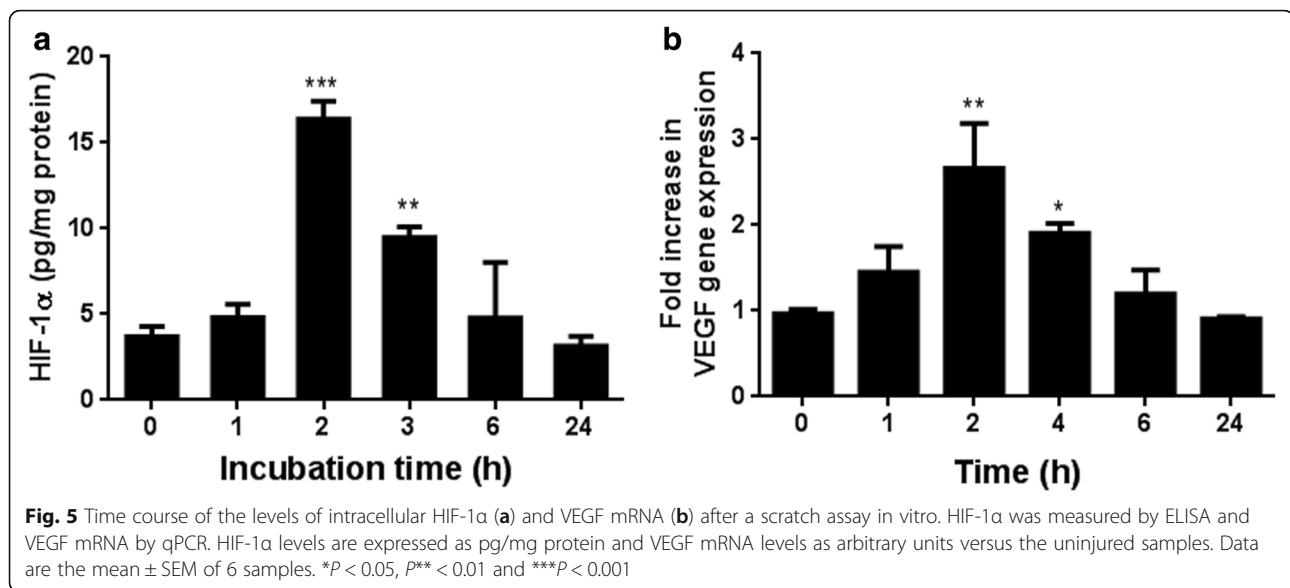 a
20
15
10
5
0
HIF-1α (pg/mg protein)
***
**
0 1 2 3 6 24
Incubation time (h)
b
4
3
2
1
0
Fold increase in
VEGF gene expression
**
*
0 1 2 4 6 24
Time (h)
Fig. 5 Time course of the levels of intracellular HIF-1α (a) and VEGF mRNA (b) after a scratch assay in vitro. HIF-1α was measured by ELISA and
VEGF mRNA by qPCR. HIF-1α levels are expressed as pg/mg protein and VEGF mRNA levels as arbitrary units versus the uninjured samples. Data
are the mean ± SEM of 6 samples. *P < 0.05, P** < 0.01 and ***P < 0.001